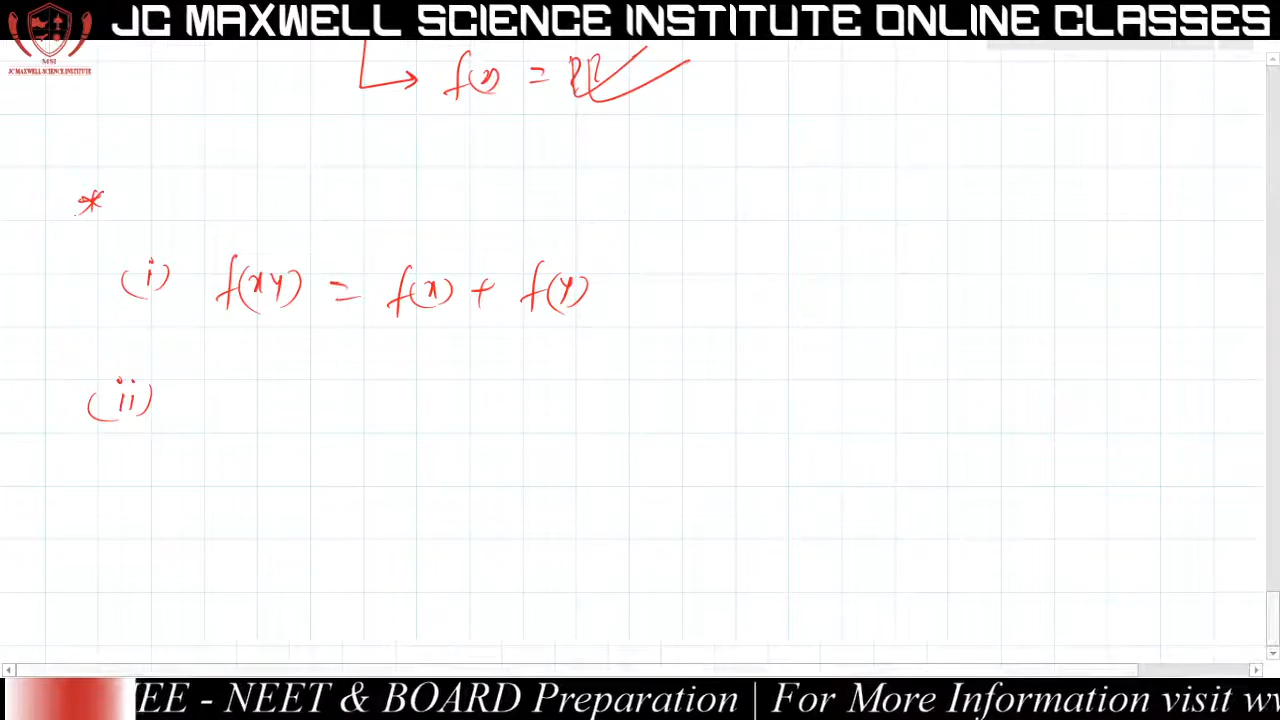 JC MAXWELL SCIENCE INSTITUTE ONLINE CLASSES
MSI
JC MAXWELL SCIENCE INSTITUTE
f(x) =
*
(i) f(xy) = f(x) + f(y)
(ii)
EE - NEET & BOARD Preparation | For More Information visit w